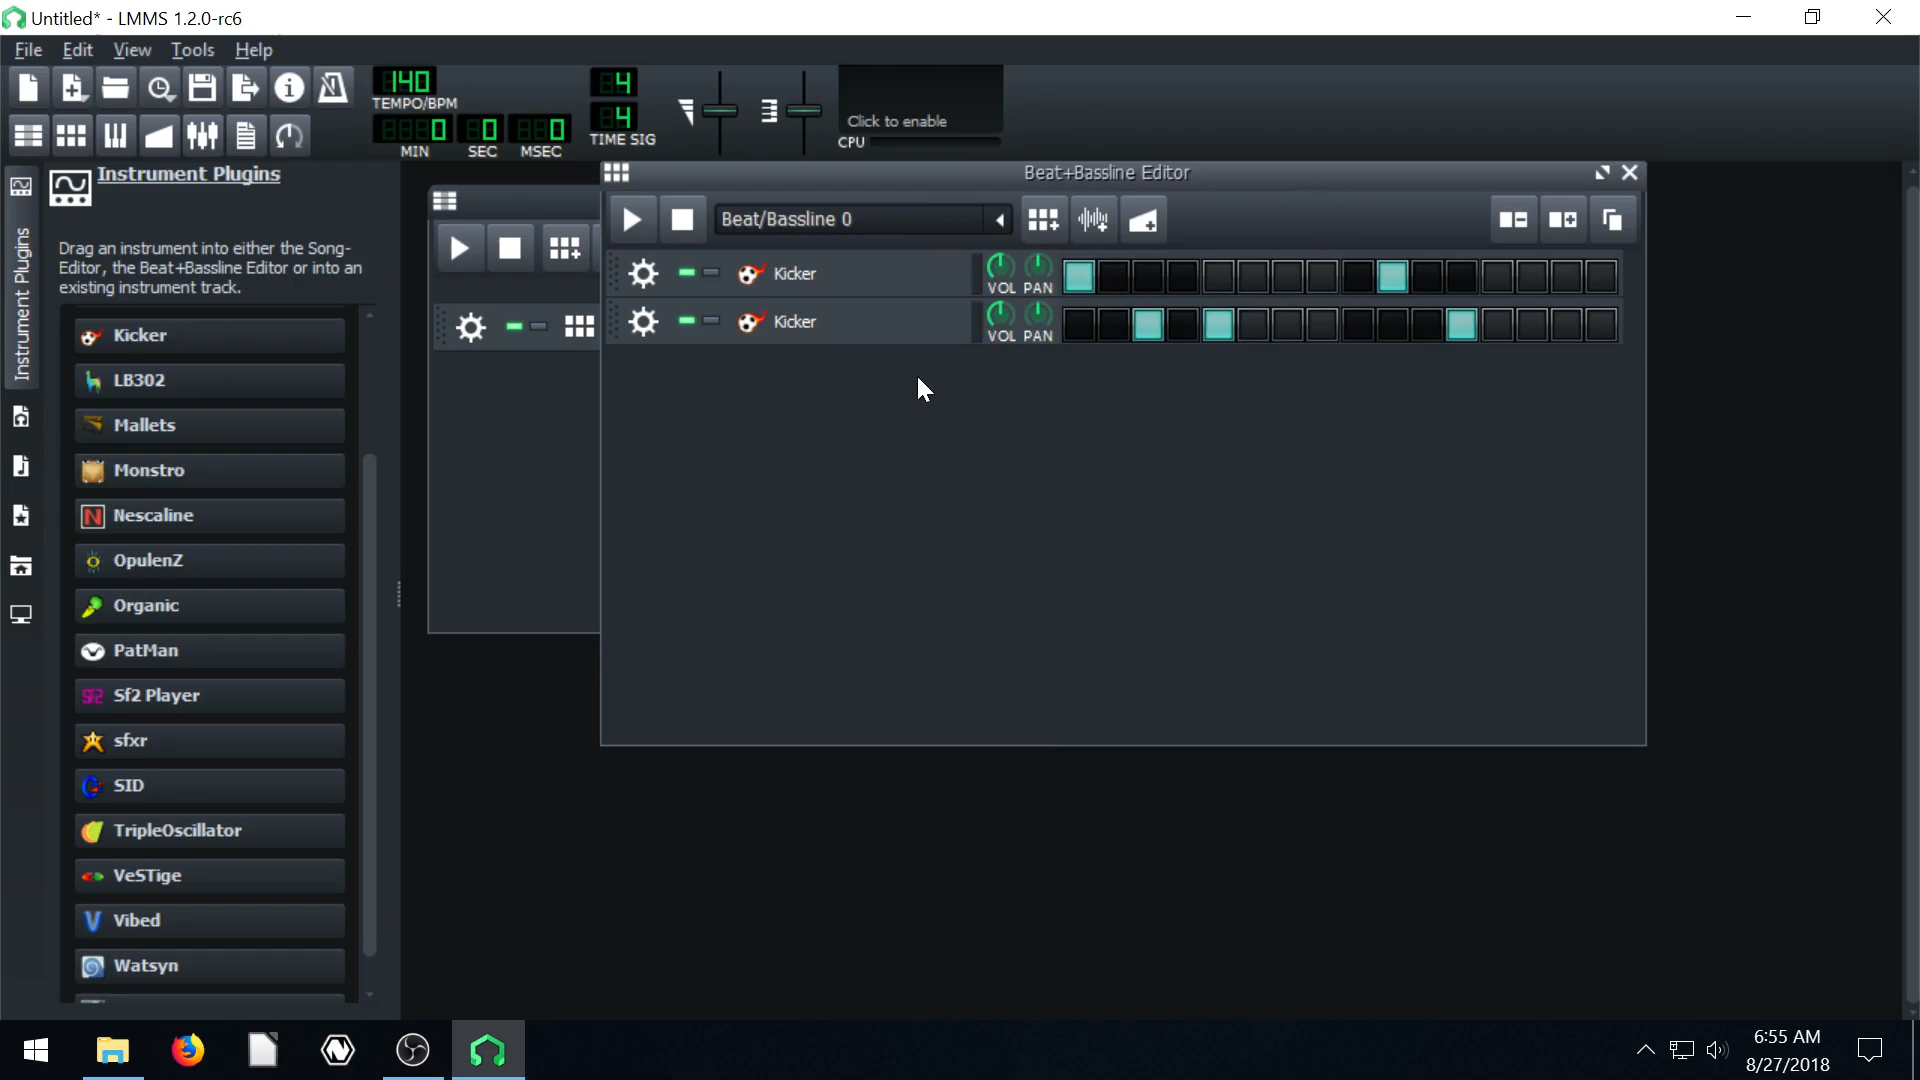 Untitled* - LMMS 1.2.0-rc6
File Edit View Tools Help
140
TEMPO/BPM
0 0 0
MIN SEC MSEC
4
4
TIME SIG
Click to enable
CPU
Instrument Plugins
Instrument Plugins
Drag an instrument into either the Song-
Editor, the Beat+Bassline Editor or into an
existing instrument track.
Kicker
LB302
Mallets
Monstro
Nescaline
OpulenZ
Organic
PatMan
Sf2 Player
sfxr
SID
TripleOscillator
VeSTige
Vibed
Watsyn
Beat+Bassline Editor
Beat/Bassline 0
Kicker VOL PAN
Kicker VOL PAN
6:55 AM
8/27/2018